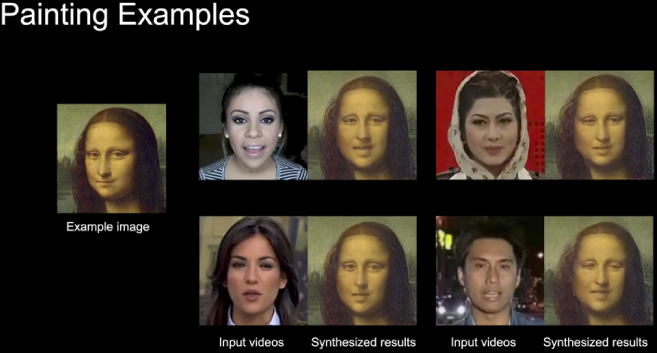 Painting Examples
Example image
Input videos
Synthesized results
Input videos
Synthesized results